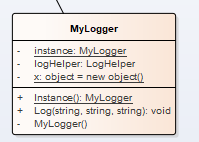 MyLogger
- instance: MyLogger
- logHelper: LogHelper
- x: object = new object()
+ Instance(): MyLogger
+ Log(string, string, string): void
- MyLogger()